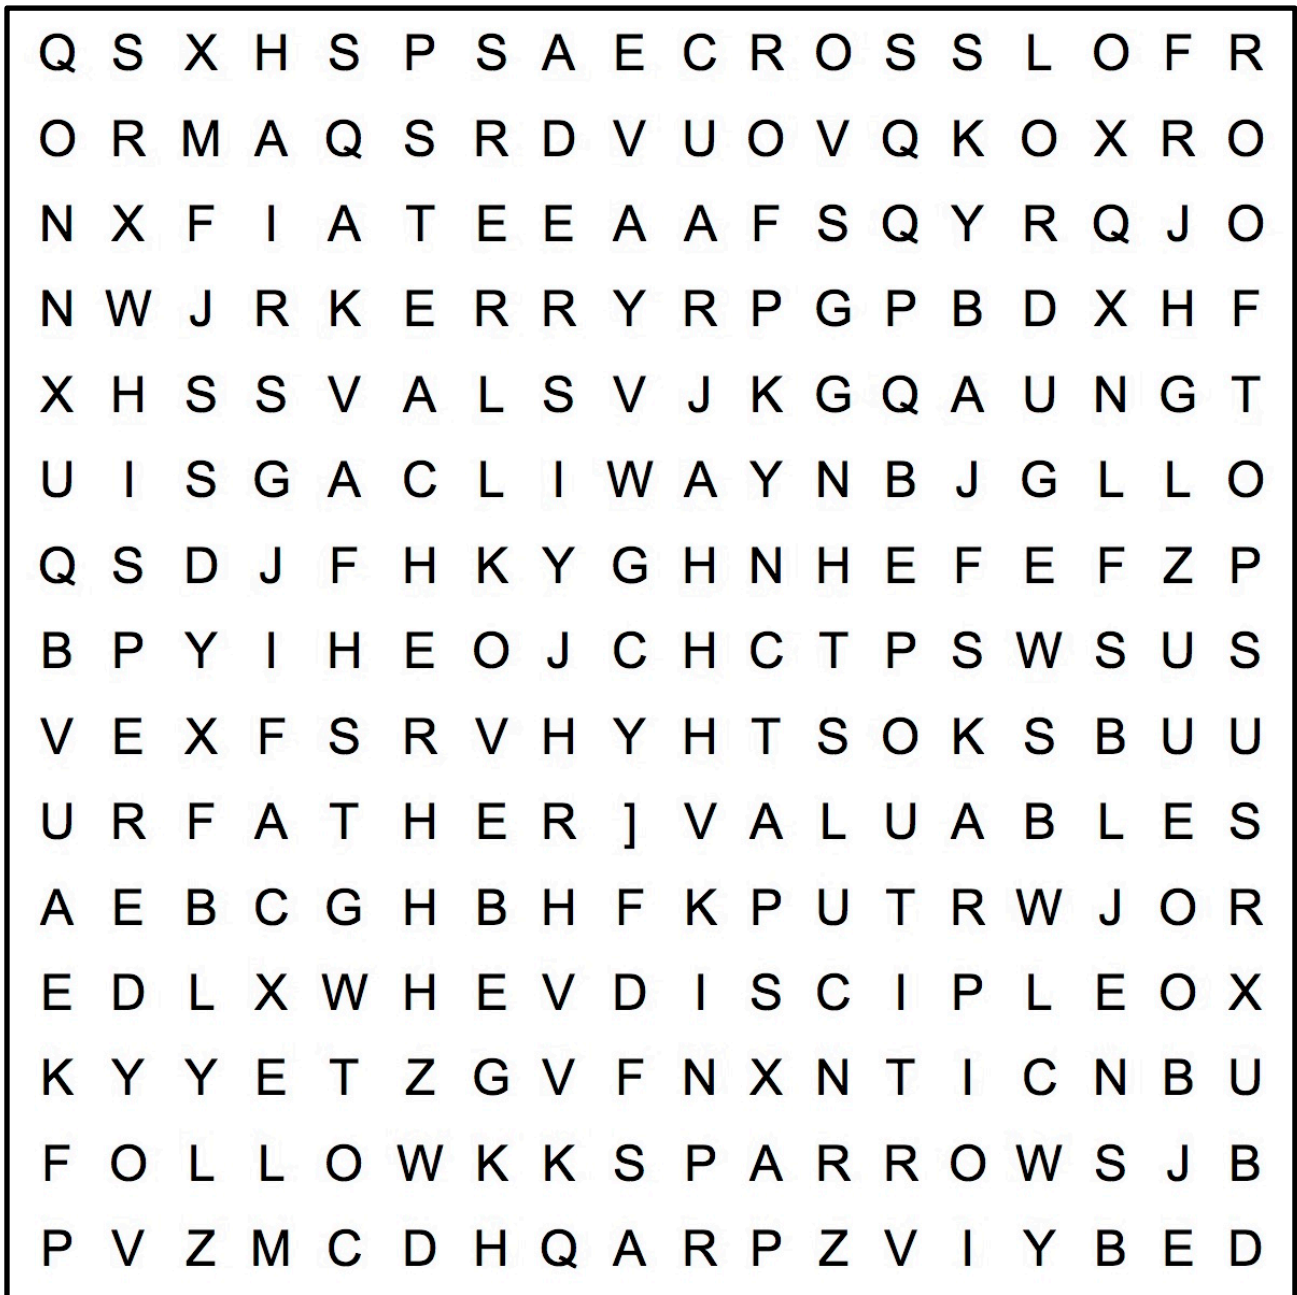 Q S X H S P S A E C R O S S L O F R
O R M A Q S R D V U O V Q K O X R O
N X F I A T E E A A F S Q Y R Q J O
N W J R K E R R Y R P G P B D X H F
X H S S V A L S V J K G Q A U N G T
U I S G A C L I W A Y N B J G L L O
Q S D J F H K Y G H N H E F E F Z P
B P Y I H E O J C H C T P S W S U S
V E X F S R V H Y H T S O K S B U U
U R F A T H E R ] V A L U A B L E S
A E B C G H B H F K P U T R W J O R
E D L X W H E V D I S C I P L E O X
K Y Y E T Z G V F N X N T I C N B U
F O L L O W K K S P A R R O W S J B
P V Z M C D H Q A R P Z V I Y B E D